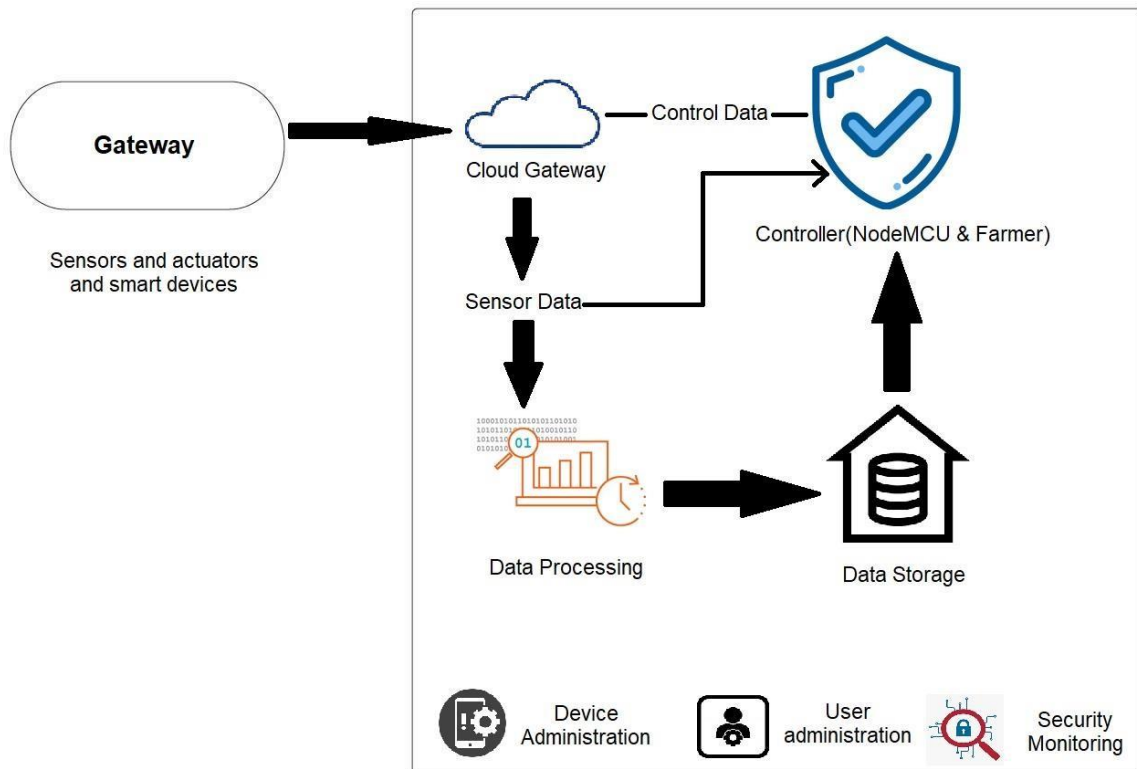 Gateway
Sensors and actuators
and smart devices
Cloud Gateway
Control Data
Controller(NodeMCU & Farmer)
Sensor Data
01
Data Processing
Data Storage
Device
Administration
User
administration
Security
Monitoring